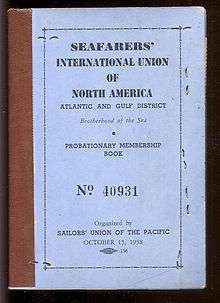 SEAFARERS'
INTERNATIONAL UNION
OF
NORTH AMERICA
ATLANTIC AND GULF DISTRICT
Brotherhood of the Sea
PROBATIONARY MEMBERSHIP
BOOK
No 40931
Organized by
SAILORS' UNION OF THE PACIFIC
OCTOBER 15, 1938